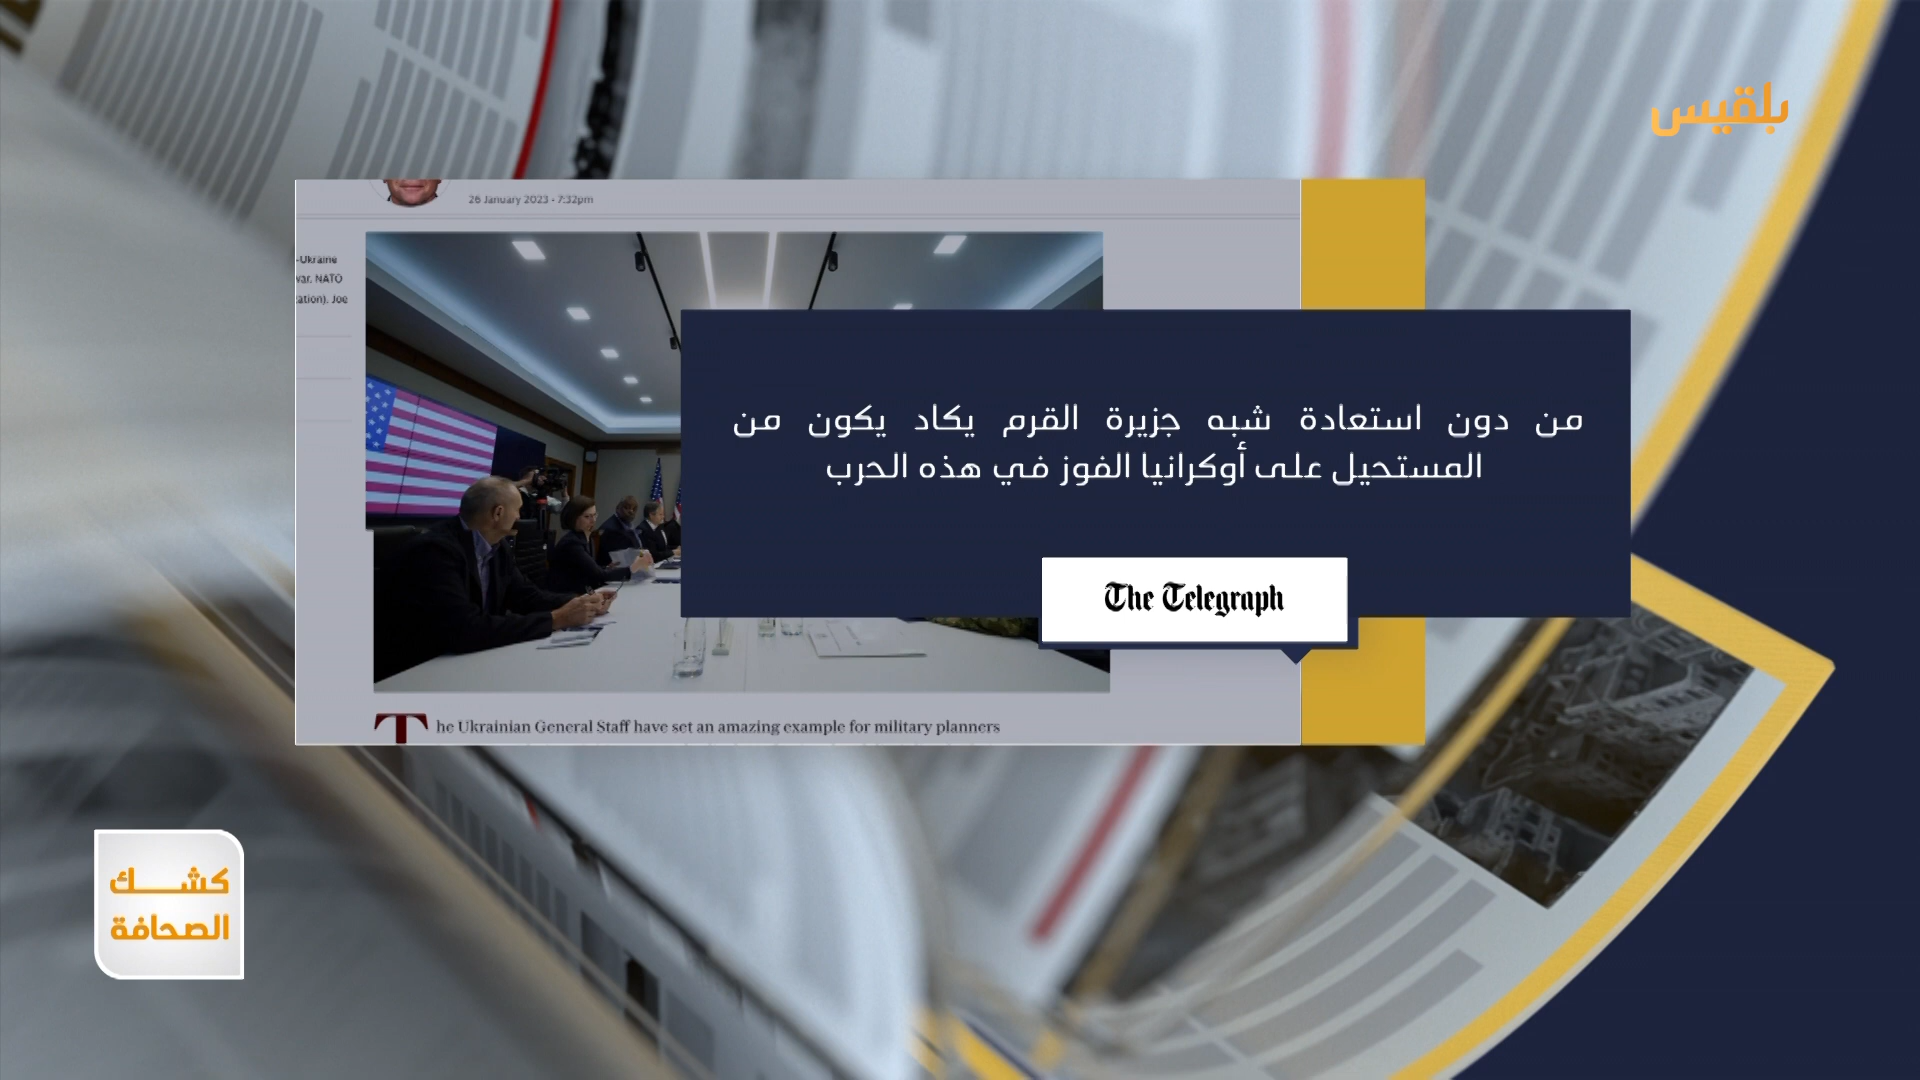 بلقيس
26 January 2023 - 7:32pm
-Ukraine
war, NATO
ation), Joe
من دون استعادة شبه جزيرة القرم يكاد يكون من
المستحيل على أوكرانيا الفوز في هذه الحرب
The Telegraph
The Ukrainian General Staff have set an amazing example for military planners
كشك
الصحافة